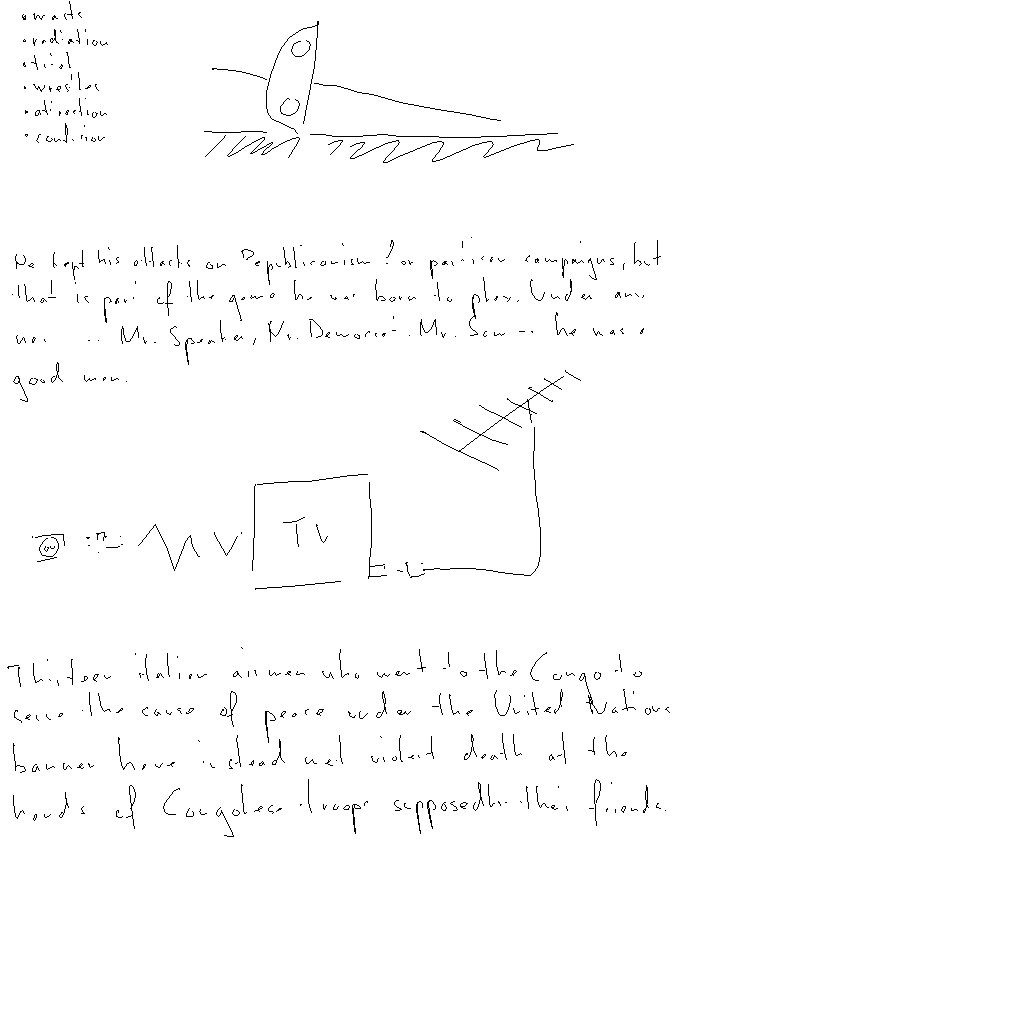 • waste
• radiation
• trial
• wrestles
• direction
• condition
He kept his attacks on Republicanism for partisan campaigns, but
that is part of the game he was born to play. Under any
name -- Mr. Speaker, Mr. Democrat, Mr. Sam -- he was a
good man.
TV
Thirteen italian airmen who went to the Congo to
serve the cause of peace under the United Nations
banner have instead met violent death at the
hands of Congolese troops supposedly their friends.